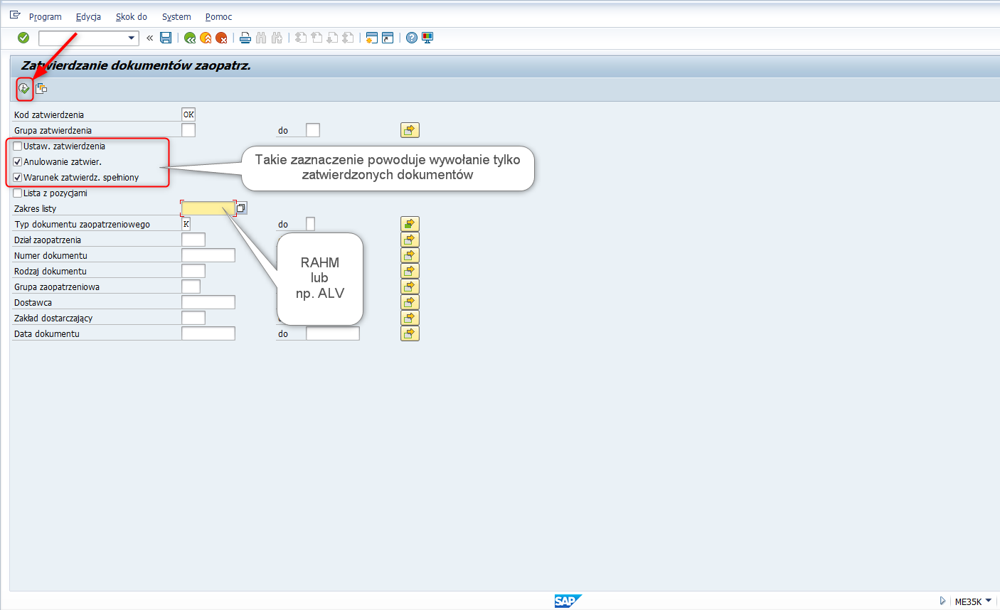 Program Edycja Skok do System Pomoc
Zatwierdzanie dokumentów zaopatrz.
Kod zatwierdzenia OK
Grupa zatwierdzenia do
Ustaw. zatwierdzenia
Anulowanie zatwier.
Warunek zatwierdz. spełniony
Takie zaznaczenie powoduje wywołanie tylko
zatwierdzonych dokumentów
Lista z pozycjami
Zakres listy
Typ dokumentu zaopatrzeniowego K do
Dział zaopatrzenia
Numer dokumentu
Rodzaj dokumentu
Grupa zaopatrzeniowa
Dostawca
Zakład dostarczający
Data dokumentu do
RAHM
lub
np. ALV
SAP
ME35K